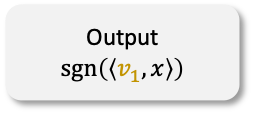 Output
sgn(⟨v₁, x⟩)